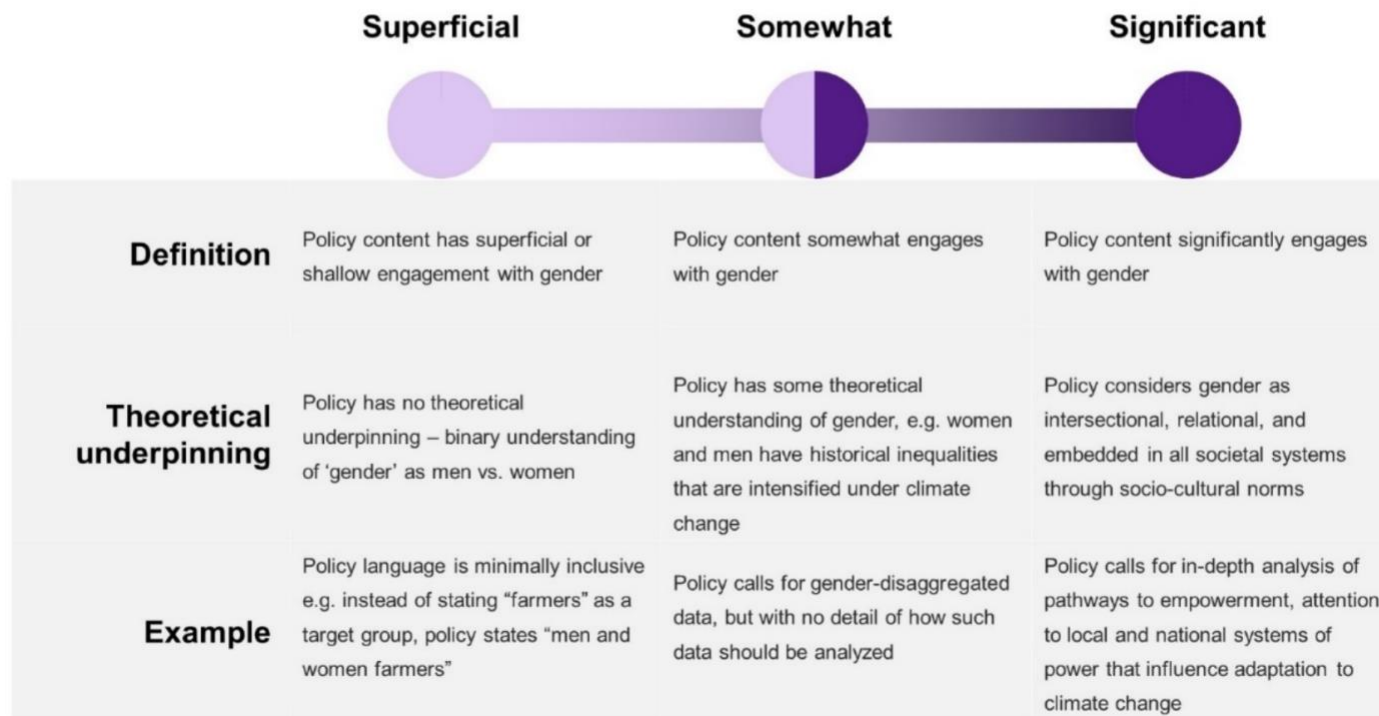 Superficial
Somewhat
Significant
Definition
Policy content has superficial or
shallow engagement with gender
Policy content somewhat engages
with gender
Policy content significantly engages
with gender
Theoretical
underpinning
Policy has no theoretical
underpinning – binary understanding
of ‘gender’ as men vs. women
Policy has some theoretical
understanding of gender, e.g. women
and men have historical inequalities
that are intensified under climate
change
Policy considers gender as
intersectional, relational, and
embedded in all societal systems
through socio-cultural norms
Example
Policy language is minimally inclusive
e.g. instead of stating “farmers” as a
target group, policy states “men and
women farmers”
Policy calls for gender-disaggregated
data, but with no detail of how such
data should be analyzed
Policy calls for in-depth analysis of
pathways to empowerment, attention
to local and national systems of
power that influence adaptation to
climate change